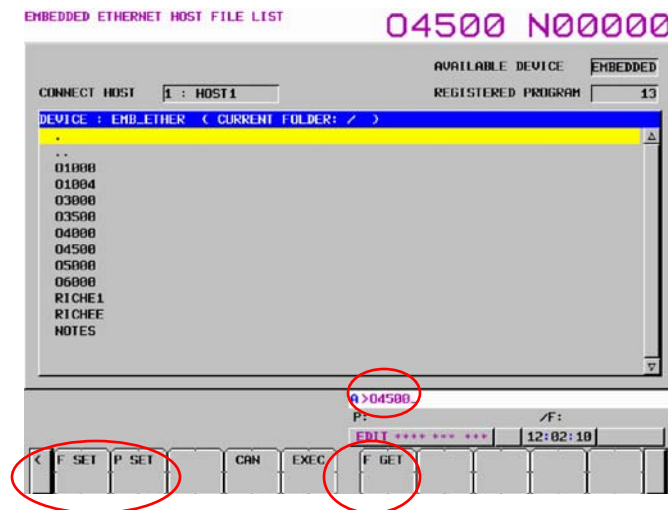 EMBEDDED ETHERNET HOST FILE LIST
O4500 N00000
AVAILABLE DEVICE EMBEDDED
CONNECT HOST 1 : HOST1 REGISTERED PROGRAM 13
DEVICE : EMB_ETHER ( CURRENT FOLDER: / )
.
..
O1000
O1004
O3000
O3500
O4000
O4500
O5000
O6000
RICHE1
RICHEE
NOTES
A>O4500_
P: /F:
EDIT **** *** *** 12:02:10
< F SET P SET CAN EXEC F GET